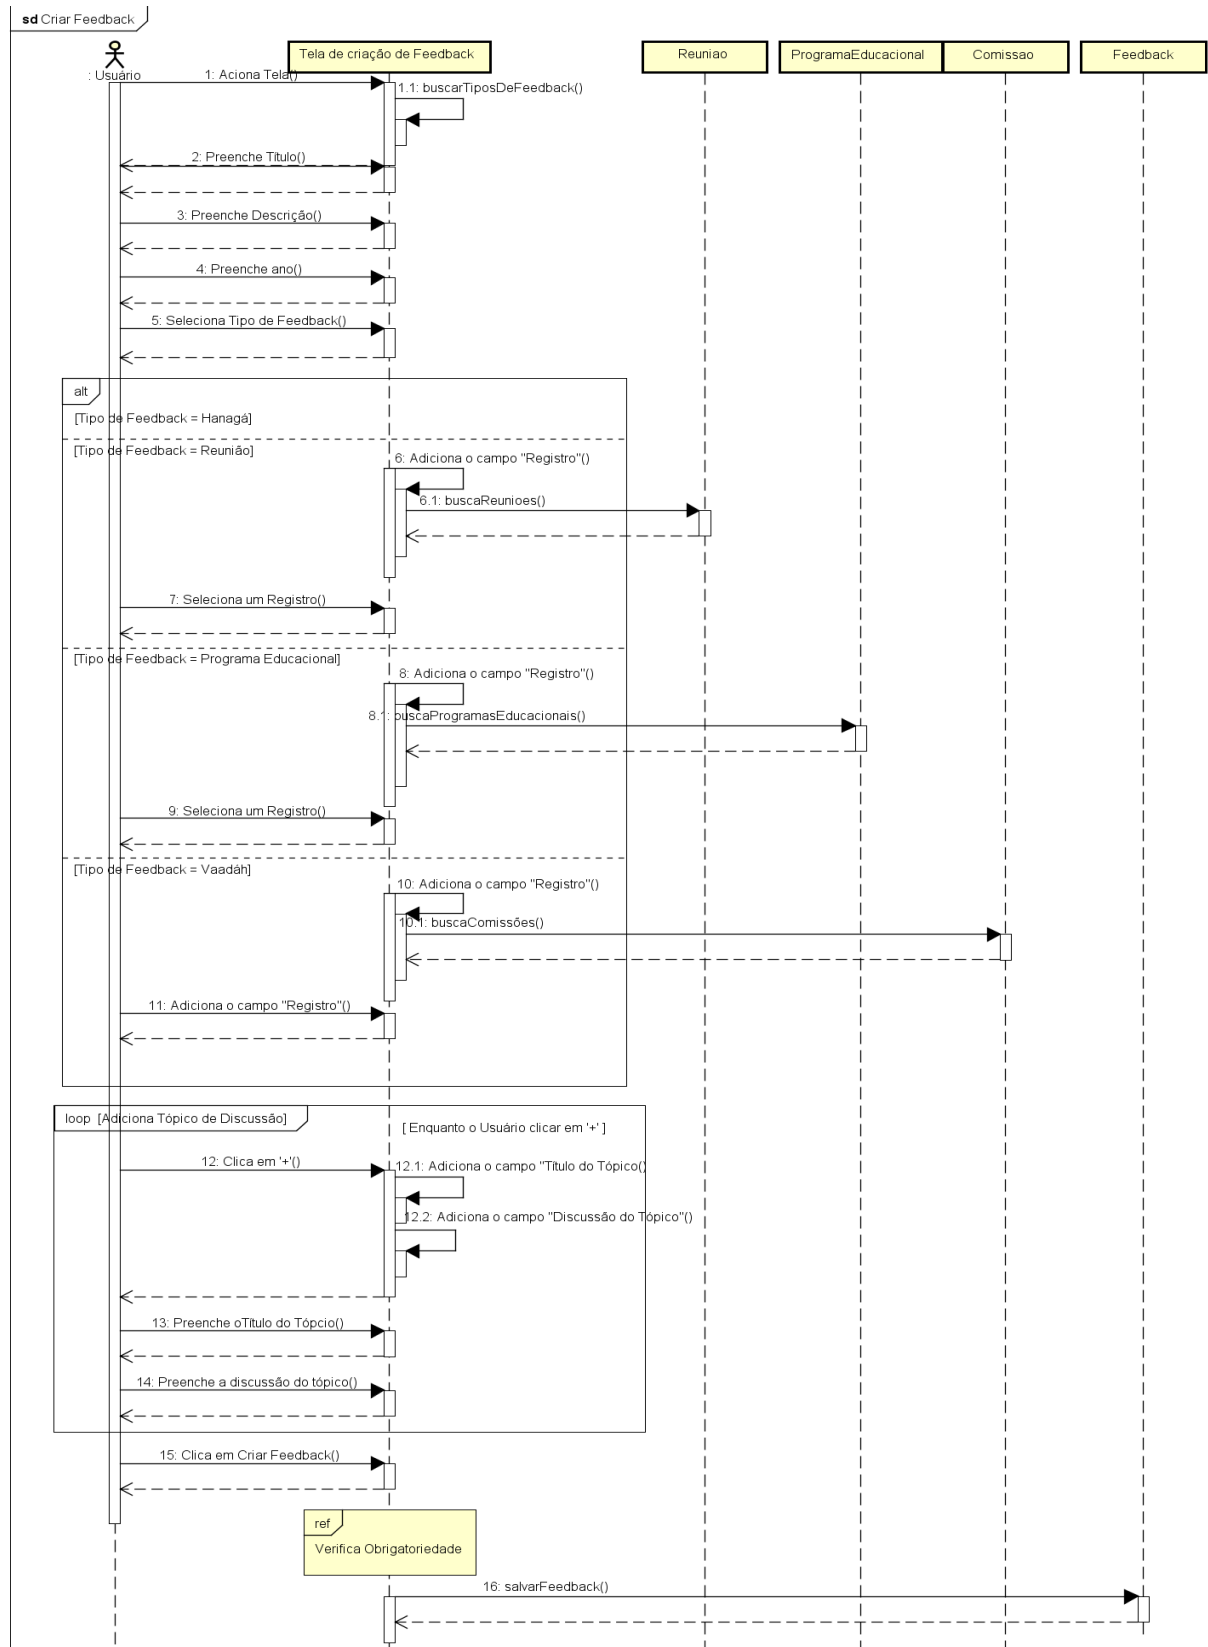 sd Criar Feedback
: Usuário
Tela de criação de Feedback
Reuniao
ProgramaEducacional
Comissao
Feedback
1: Aciona Tela()
1.1: buscarTiposDeFeedback()
2: Preenche Título()
3: Preenche Descrição()
4: Preenche ano()
5: Seleciona Tipo de Feedback()
alt
[Tipo de Feedback = Hanagá]
[Tipo de Feedback = Reunião]
6: Adiciona o campo "Registro"()
6.1: buscaReunioes()
7: Seleciona um Registro()
[Tipo de Feedback = Programa Educacional]
8: Adiciona o campo "Registro"()
8.1: buscaProgramasEducacionais()
9: Seleciona um Registro()
[Tipo de Feedback = Vaadáh]
10: Adiciona o campo "Registro"()
10.1: buscaComissões()
11: Adiciona o campo "Registro"()
loop [Adiciona Tópico de Discussão]
[ Enquanto o Usuário clicar em '+' ]
12: Clica em '+'()
12.1: Adiciona o campo "Título do Tópico()
12.2: Adiciona o campo "Discussão do Tópico"()
13: Preenche oTítulo do Tópcio()
14: Preenche a discussão do tópico()
15: Clica em Criar Feedback()
ref
Verifica Obrigatoriedade
16: salvarFeedback()